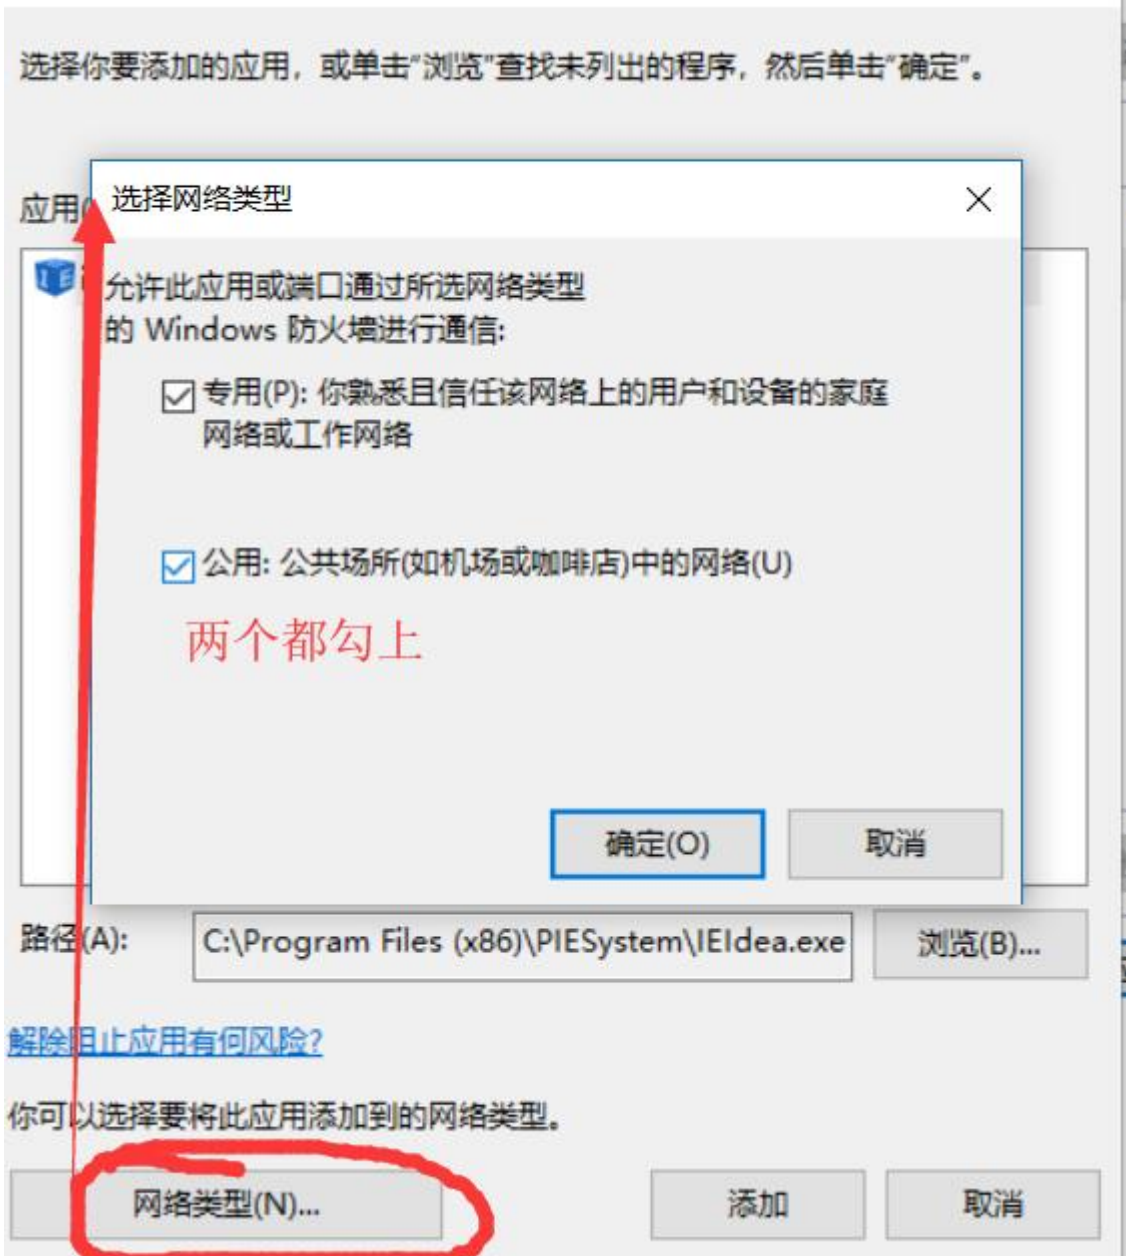 选择你要添加的应用，或单击“浏览”查找未列出的程序，然后单击“确定”。
应用(
选择网络类型
IE
允许此应用或端口通过所选网络类型
的 Windows 防火墙进行通信:
专用(P): 你熟悉且信任该网络上的用户和设备的家庭
网络或工作网络
公用: 公共场所(如机场或咖啡店)中的网络(U)
两个都勾上
确定(O) 取消
路径(A): C:\Program Files (x86)\PIESystem\IEIdea.exe 浏览(B)...
解除阻止应用有何风险?
你可以选择要将此应用添加到的网络类型。
网络类型(N)... 添加 取消